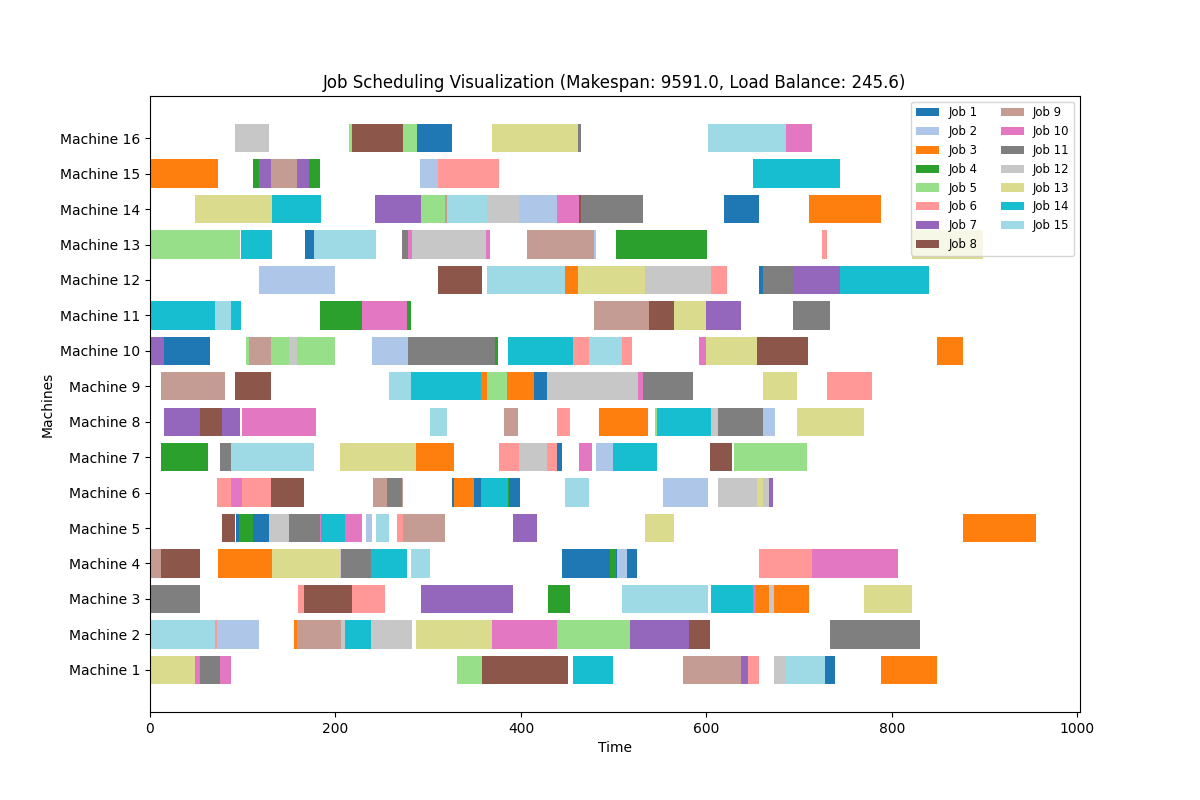 Job Scheduling Visualization (Makespan: 9591.0, Load Balance: 245.6)
Machines
Machine 16
Machine 15
Machine 14
Machine 13
Machine 12
Machine 11
Machine 10
Machine 9
Machine 8
Machine 7
Machine 6
Machine 5
Machine 4
Machine 3
Machine 2
Machine 1
Job 1
Job 2
Job 3
Job 4
Job 5
Job 6
Job 7
Job 8
Job 9
Job 10
Job 11
Job 12
Job 13
Job 14
Job 15
0 200 400 600 800 1000
Time